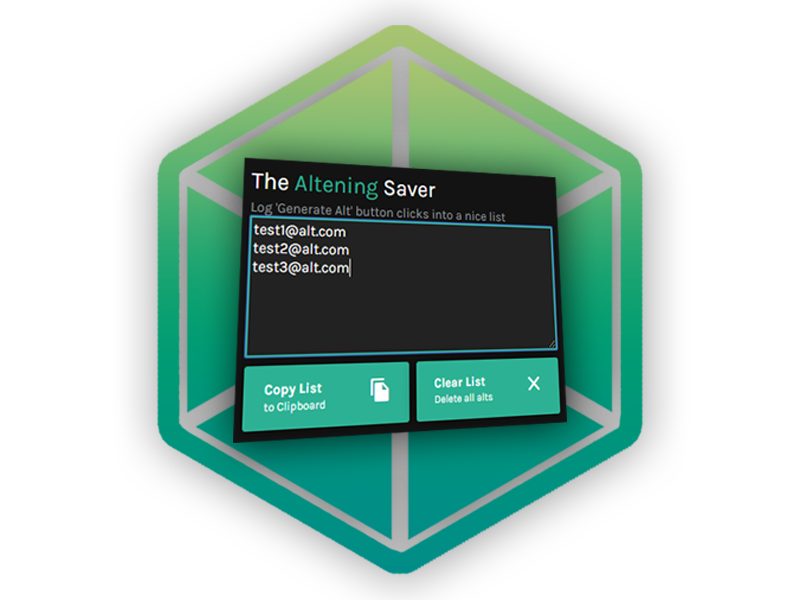 The Altening Saver
Log 'Generate Alt' button clicks into a nice list
test1@alt.com
test2@alt.com
test3@alt.com
Copy List
to Clipboard
Clear List
Delete all alts